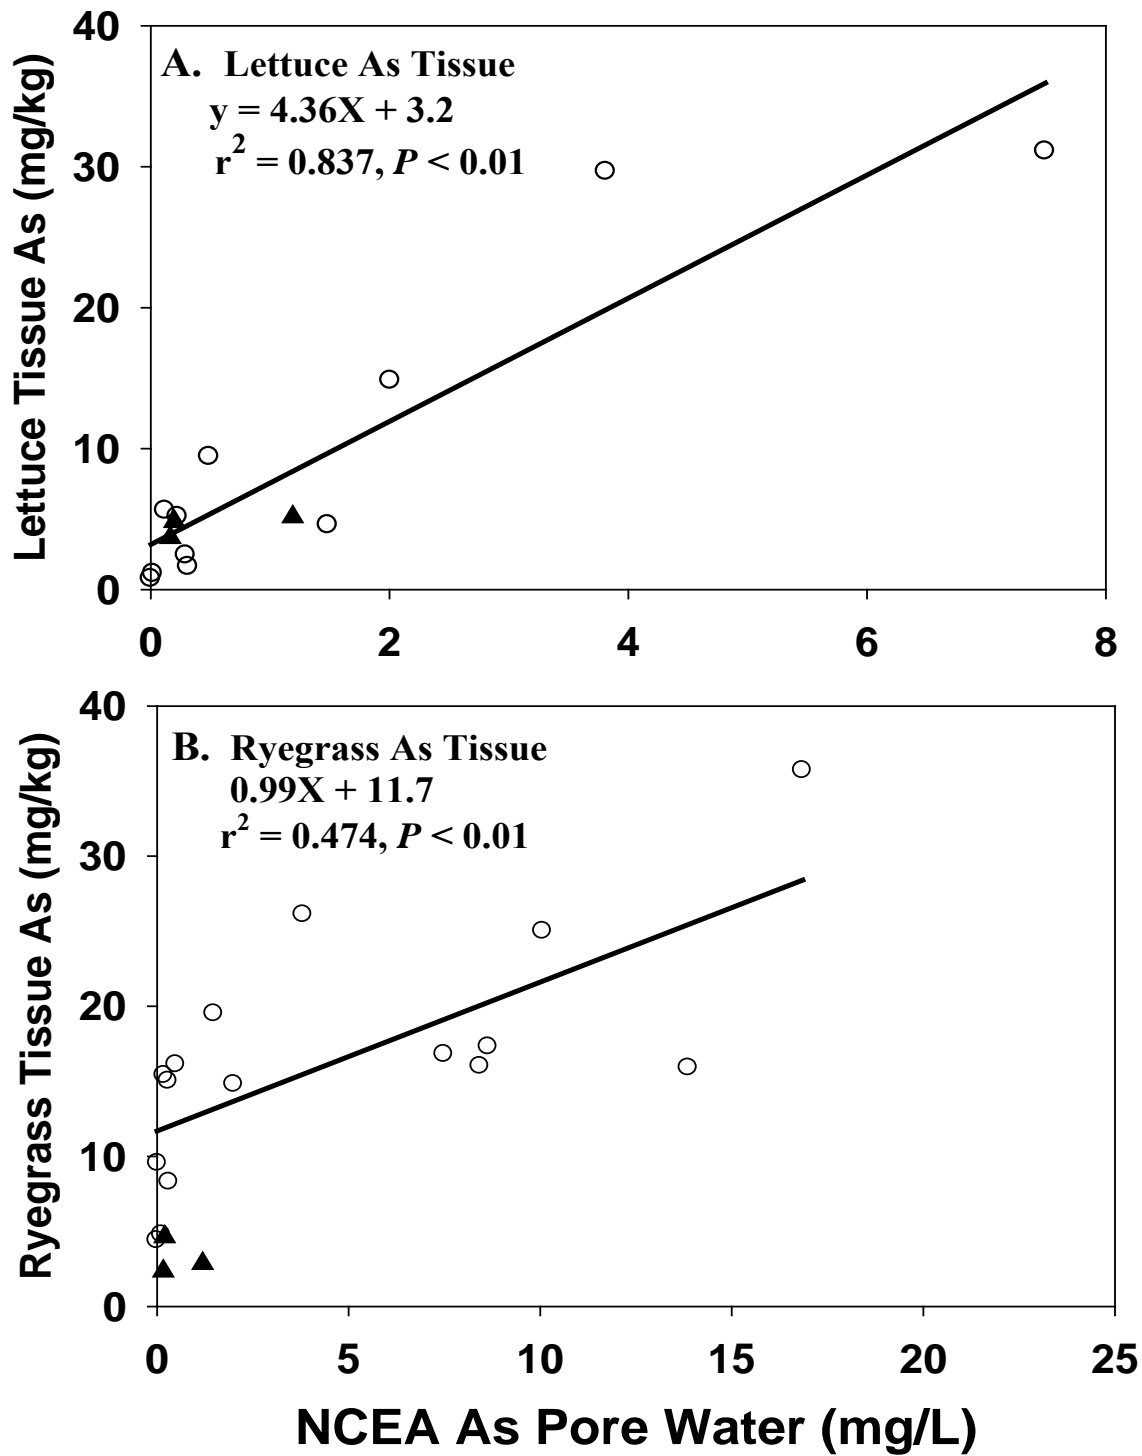 40
30
20
10
0
Lettuce Tissue As (mg/kg)
A. Lettuce As Tissue
y = 4.36X + 3.2
r² = 0.837, P < 0.01
0 2 4 6 8
40
30
20
10
0
Ryegrass Tissue As (mg/kg)
B. Ryegrass As Tissue
0.99X + 11.7
r² = 0.474, P < 0.01
0 5 10 15 20 25
NCEA As Pore Water (mg/L)